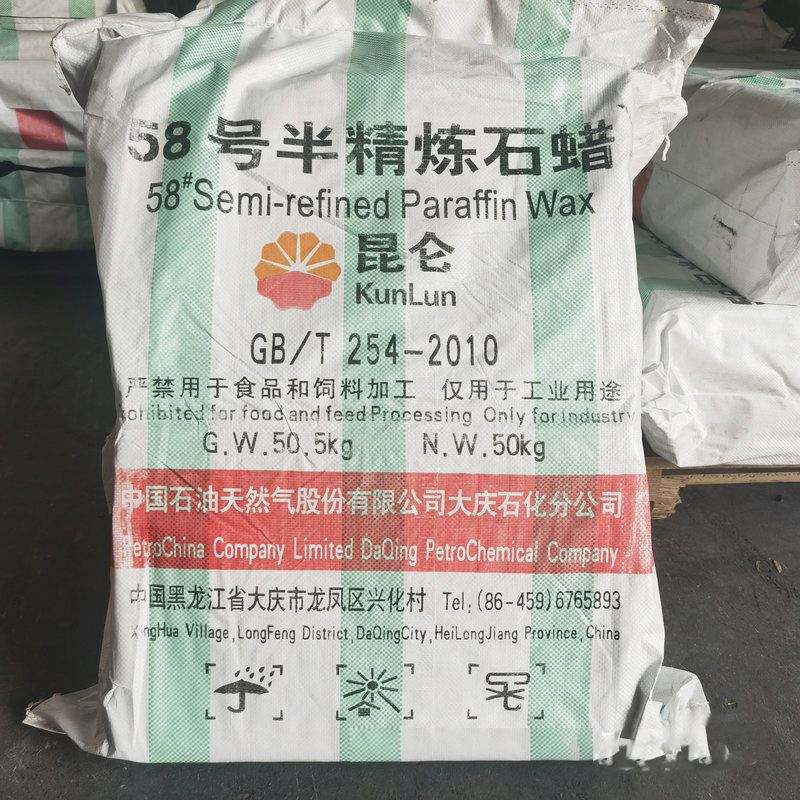 58号半精炼石蜡
58#Semi-refined Paraffin Wax
昆仑
KunLun
GB/T 254-2010
严禁用于食品和饲料加工 仅用于工业用途
for food and feed Processing Only for Industry
G.W.50.5kg N.W.50kg
中国石油天然气股份有限公司大庆石化分公司
PetroChina Company Limited DaQing PetroChemical Company
中国黑龙江省大庆市龙凤区兴化村 Tel:(86-459)6765893
XingHua Village,LongFeng District,DaQingCity,HeiLongJiang Province,China